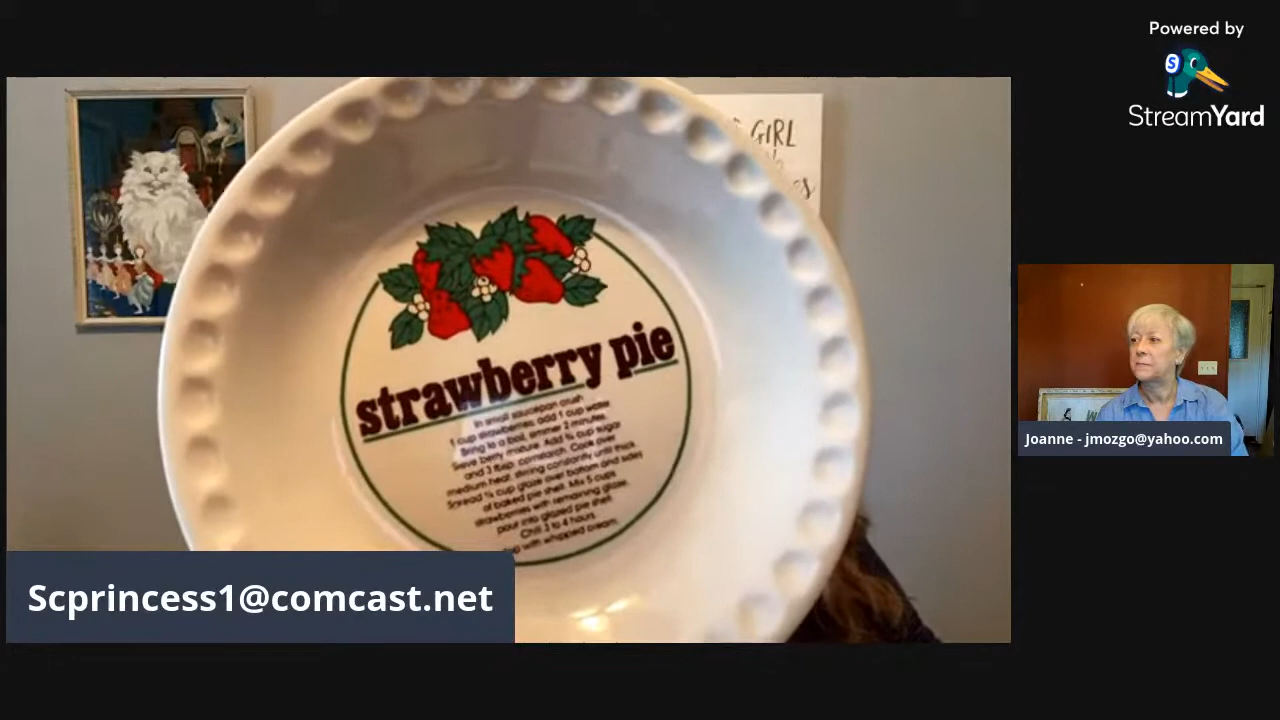 Powered by
StreamYard
GIRL
strawberry pie
In small saucepan crush
1 cup strawberries; add 1 cup water
Bring to a boil, simmer 2 minutes.
Sieve berry mixture. Add ¾ cup sugar
and 3 tbsp. cornstarch. Cook over
medium heat, stirring constantly until thick.
Spread ¼ cup glaze over bottom and sides
of baked pie shell. Mix 5 cups
strawberries with remaining glaze,
pour into glazed pie shell.
Chill 3 to 4 hours.
with whipped cream.
Joanne - jmozgo@yahoo.com
Scprincess1@comcast.net